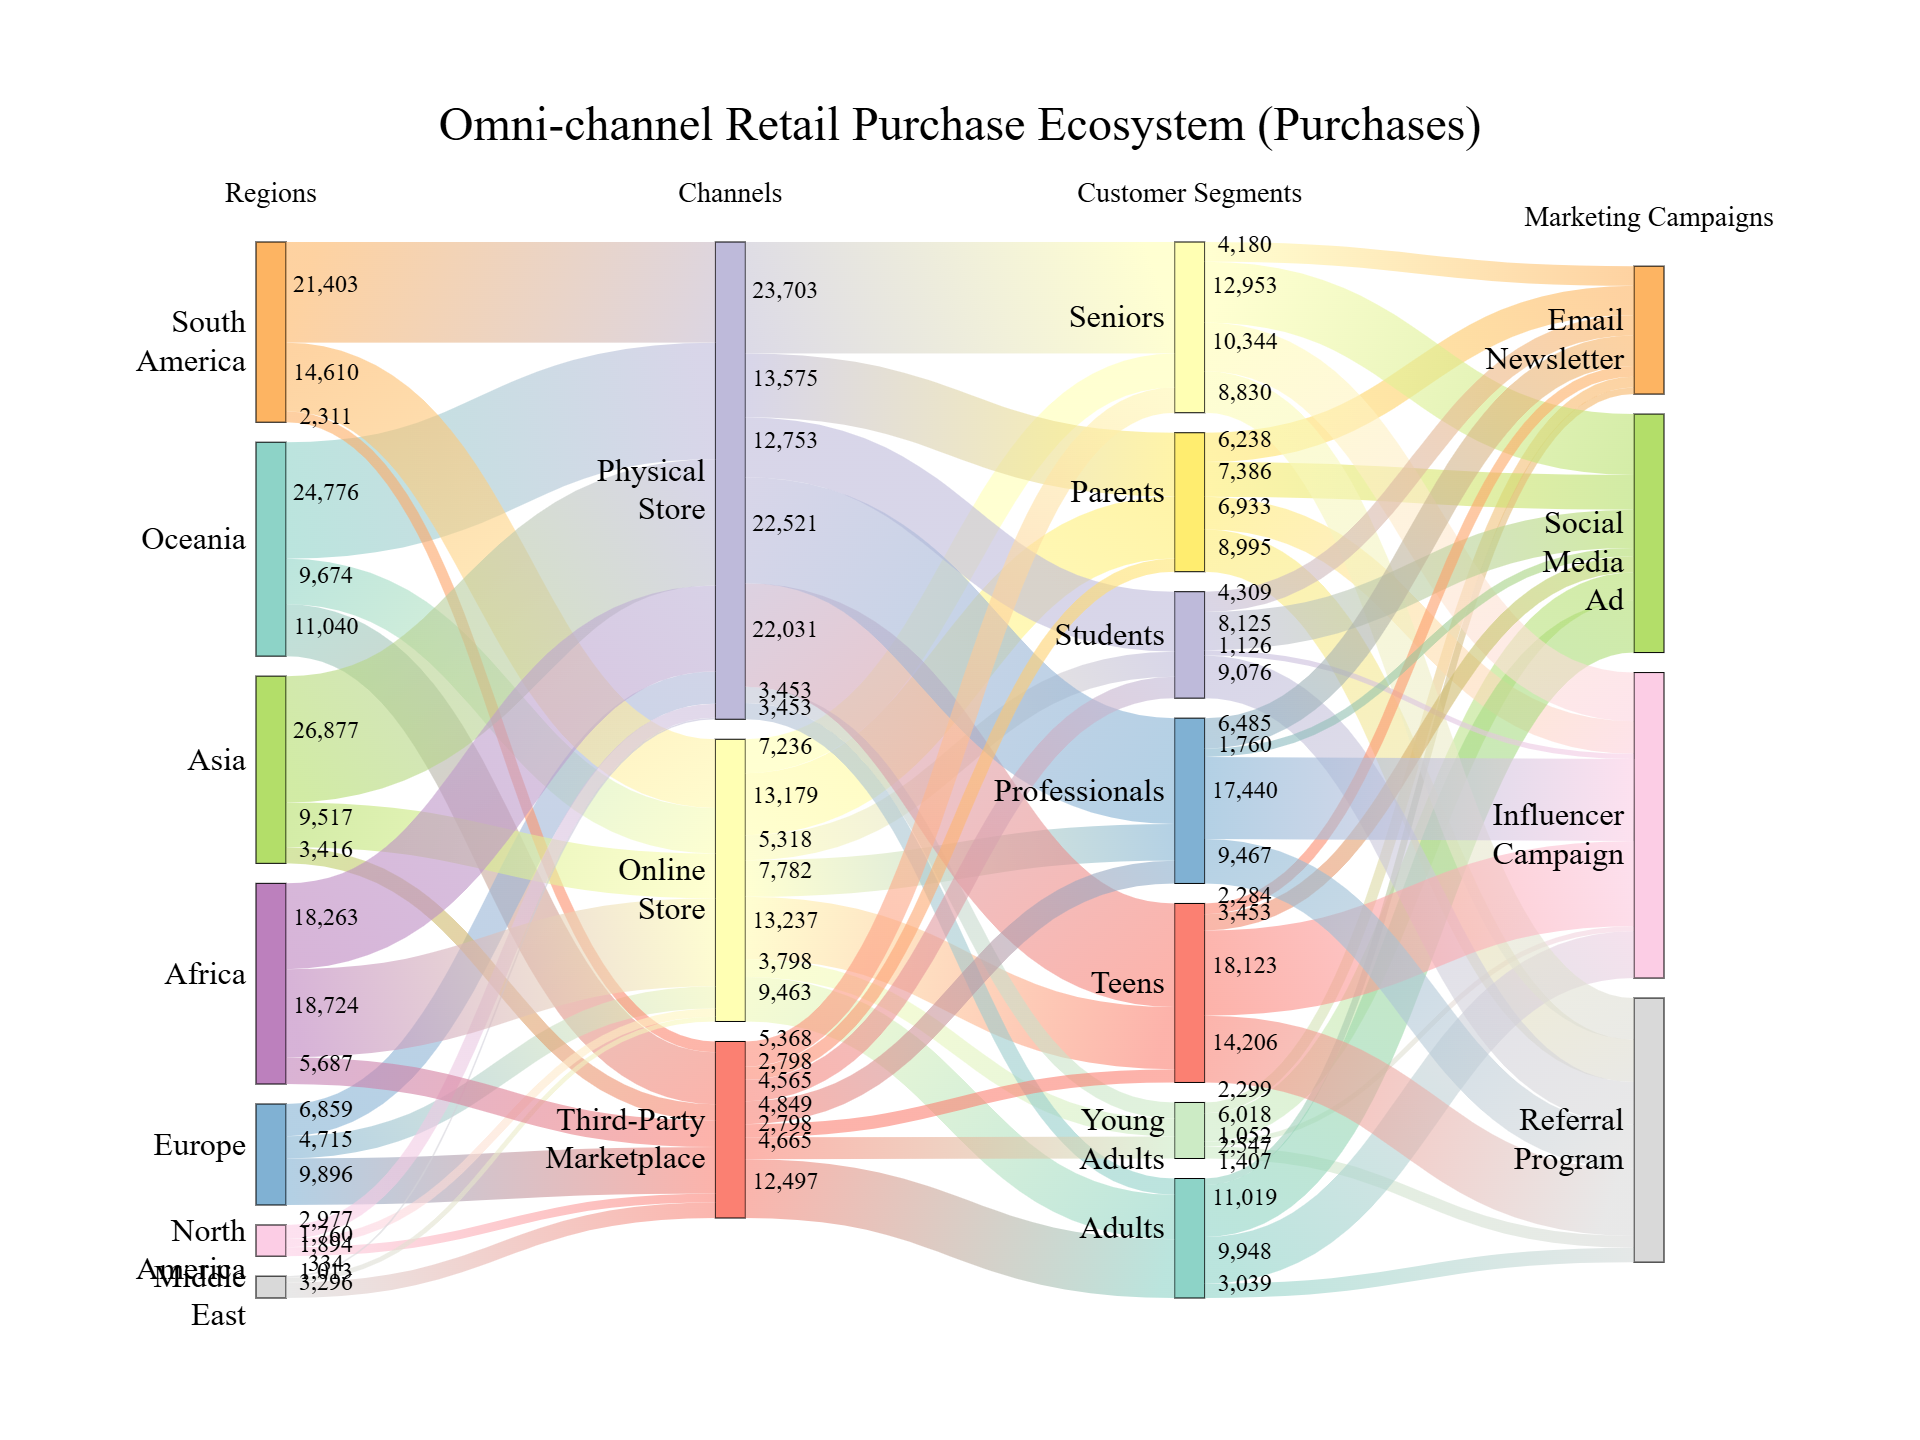 Omni-channel Retail Purchase Ecosystem (Purchases)
Regions
Channels
Customer Segments
Marketing Campaigns
South
America
Oceania
Asia
Africa
Europe
North
America
Middle
East
21,403
14,610
2,311
24,776
9,674
11,040
26,877
9,517
3,416
18,263
18,724
5,687
6,859
4,715
9,896
2,977
1,760
1,894
334
1,013
3,296
Physical
Store
Online
Store
Third-Party
Marketplace
23,703
13,575
12,753
22,521
22,031
3,453
3,453
7,236
13,179
5,318
7,782
13,237
3,798
9,463
5,368
2,798
4,565
4,849
2,798
4,665
12,497
Seniors
Parents
Students
Professionals
Teens
Young
Adults
Adults
4,180
12,953
10,344
8,830
6,238
7,386
6,933
8,995
4,309
8,125
1,126
9,076
6,485
1,760
17,440
9,467
2,284
3,453
18,123
14,206
2,299
6,018
1,052
2,547
1,407
11,019
9,948
3,039
Email
Newsletter
Social
Media
Ad
Influencer
Campaign
Referral
Program